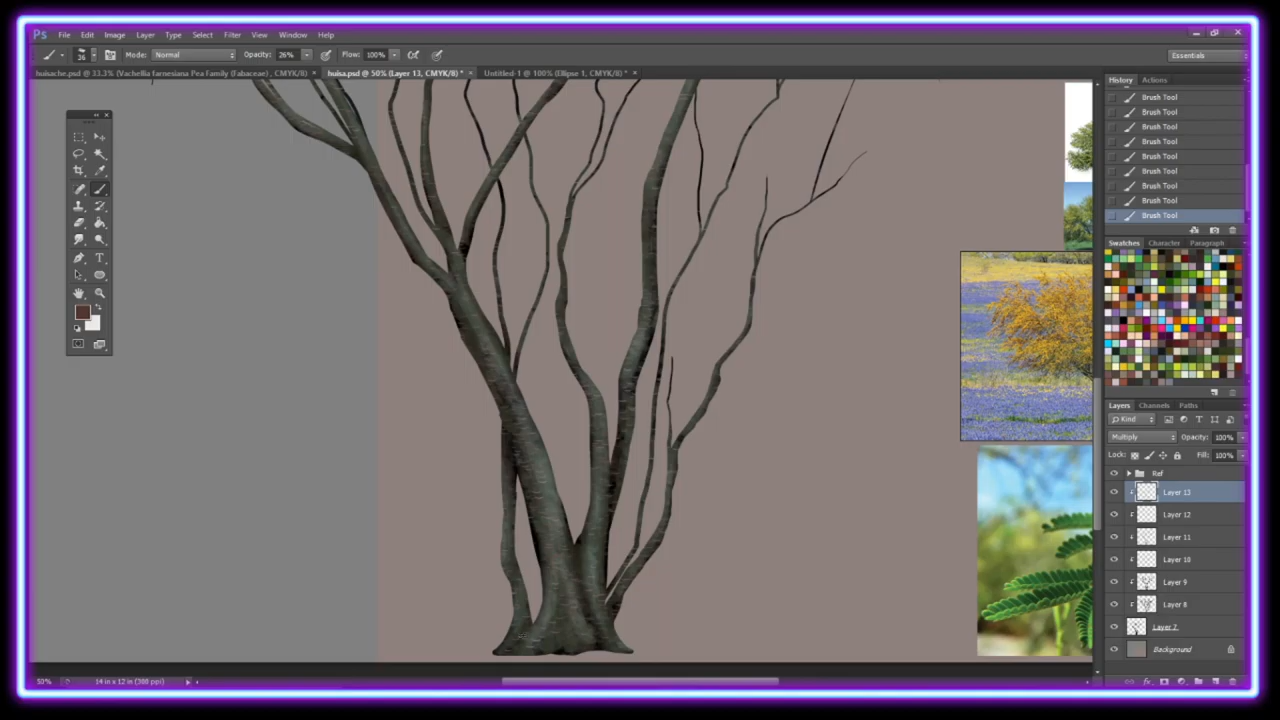 Ps File Edit Image Layer Type Select Filter View Window Help
26 Mode: Normal Opacity: 26% Flow: 100% Essentials
huisache.psd @ 33.3% (Vachellia farnesiana Pea Family (Fabaceae) , CMYK/8) × huisa.psd @ 50% (Layer 13, CMYK/8) * × Untitled-1 @ 100% (Ellipse 1, CMYK/8) * ×
History Actions
Brush Tool
Brush Tool
Brush Tool
Brush Tool
Brush Tool
Brush Tool
Brush Tool
Brush Tool
Brush Tool
Swatches Character Paragraph
Layers Channels Paths
Kind
Multiply Opacity: 100%
Lock: Fill: 100%
Ref
Layer 13
Layer 12
Layer 11
Layer 10
Layer 9
Layer 8
Layer 7
Background
50% 14 in x 12 in (300 ppi)